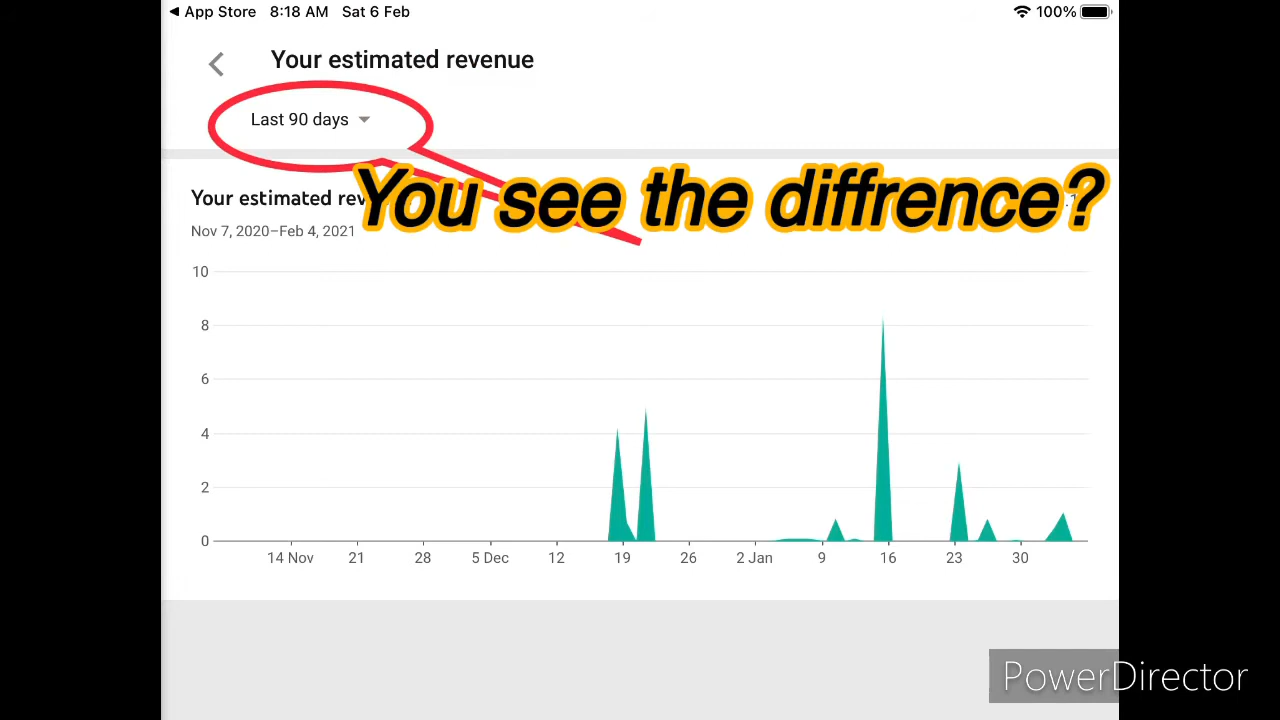 App Store 8:18 AM Sat 6 Feb 100%
Your estimated revenue
Last 90 days
You see the diffrence?
Your estimated rev
Nov 7, 2020–Feb 4, 2021
10
8
6
4
2
0
14 Nov 21 28 5 Dec 12 19 26 2 Jan 9 16 23 30
PowerDirector